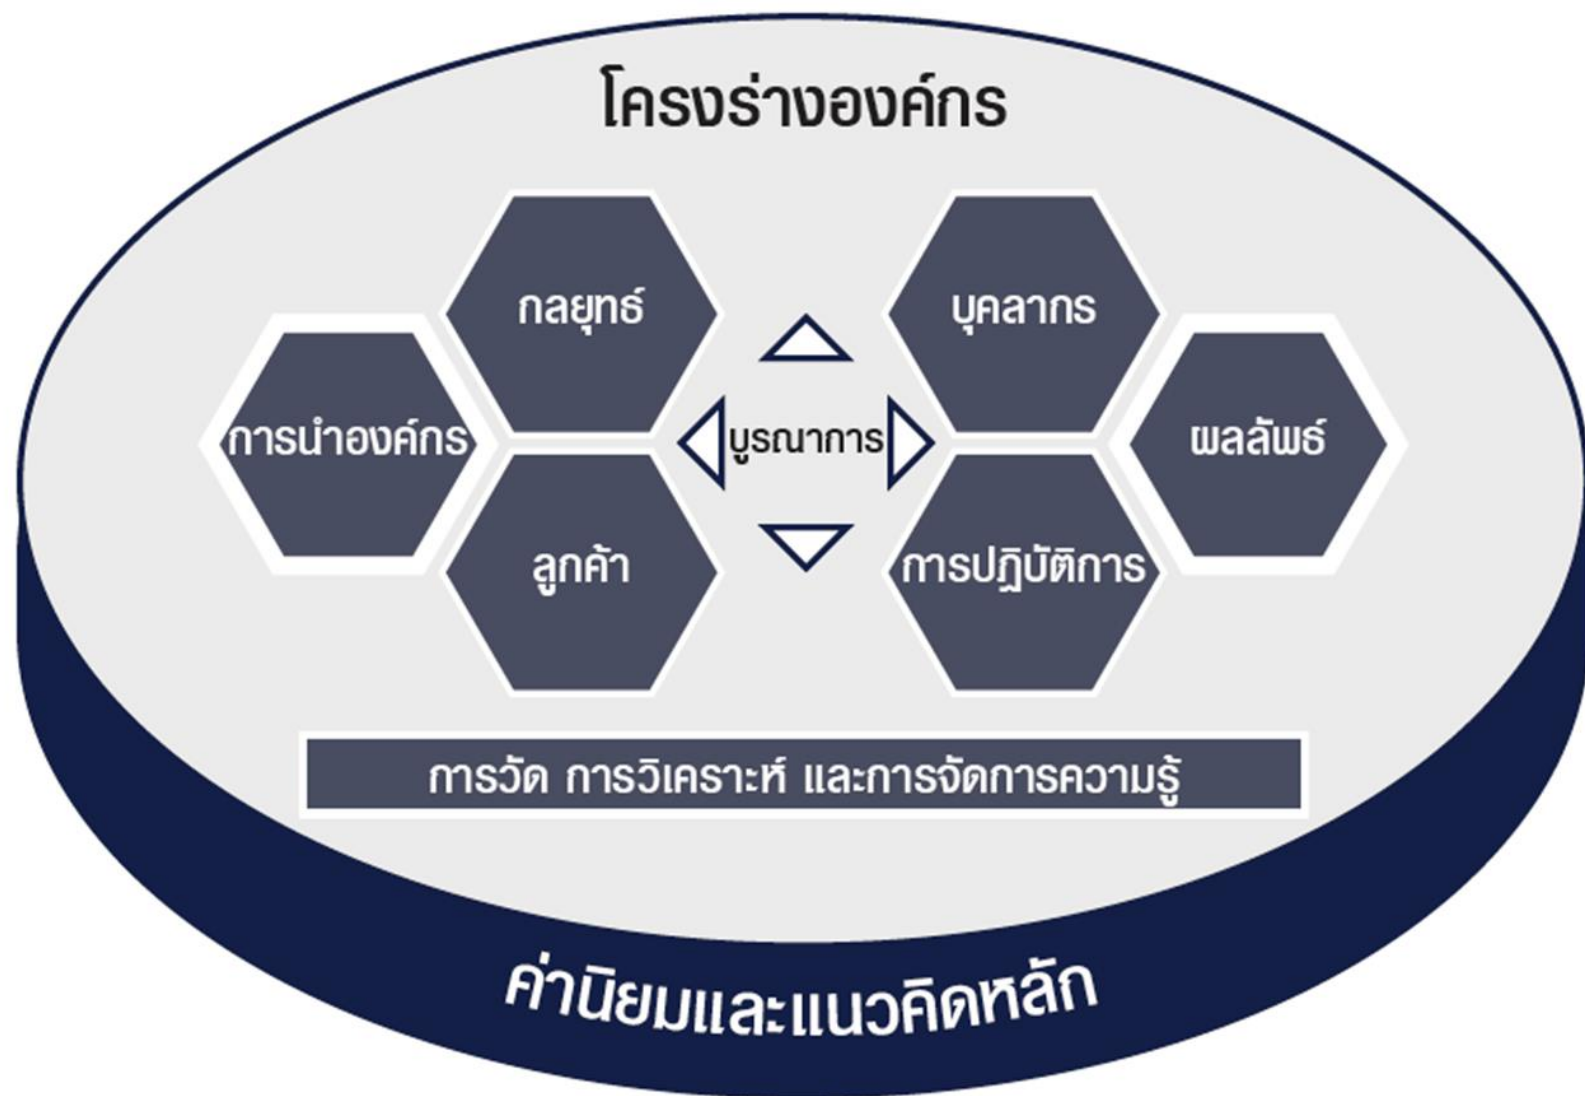 โครงร่างองค์กร
กลยุทธ์
บุคลากร
การนำองค์กร
บูรณาการ
ผลลัพธ์
ลูกค้า
การปฏิบัติการ
การวัด การวิเคราะห์ และการจัดการความรู้
ค่านิยมและแนวคิดหลัก